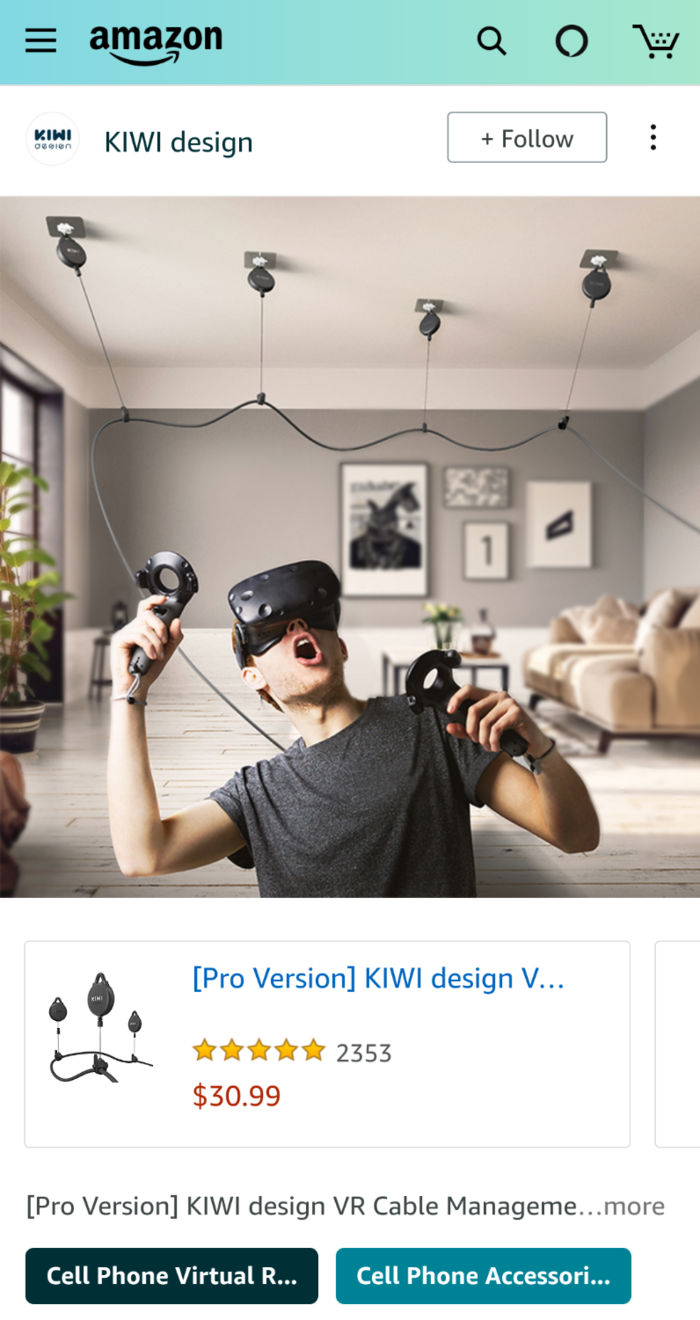 amazon
KIWI
design
KIWI design
+ Follow
1
KIWI
[Pro Version] KIWI design V...
2353
$30.99
[Pro Version] KIWI design VR Cable Manageme...more
Cell Phone Virtual R...
Cell Phone Accessori...